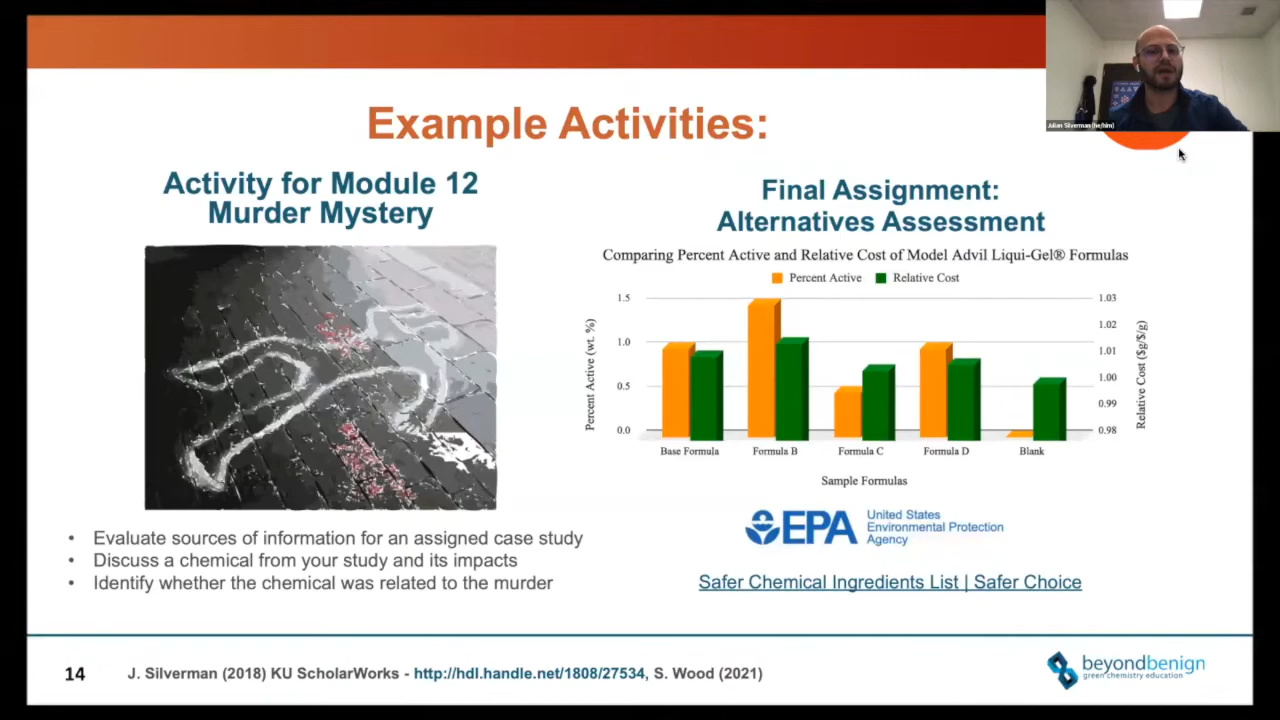 Example Activities:
Julian Silverman (he/him)
Activity for Module 12
Murder Mystery
Evaluate sources of information for an assigned case study
Discuss a chemical from your study and its impacts
Identify whether the chemical was related to the murder
Final Assignment:
Alternatives Assessment
Comparing Percent Active and Relative Cost of Model Advil Liqui-Gel® Formulas
Percent Active
Relative Cost
Percent Active (wt. %)
1.5
1.0
0.5
0.0
1.03
1.02
1.01
1.00
0.99
0.98
Relative Cost ($g/$/g)
Base Formula
Formula B
Formula C
Formula D
Blank
Sample Formulas
EPA
United States
Environmental Protection
Agency
Safer Chemical Ingredients List | Safer Choice
14
J. Silverman (2018) KU ScholarWorks - http://hdl.handle.net/1808/27534, S. Wood (2021)
beyondbenign
green chemistry education